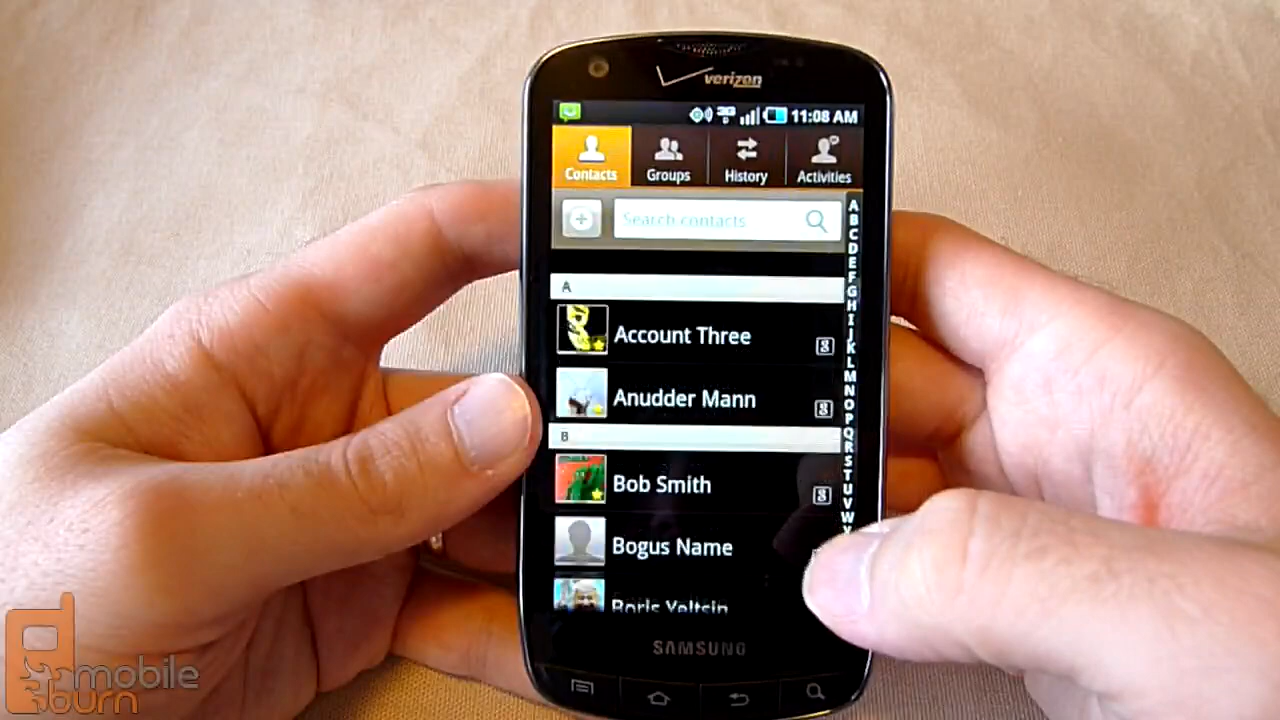 verizon
3G
11:08 AM
Contacts
Groups
History
Activities
Search contacts
A
Account Three
Anudder Mann
B
Bob Smith
Bogus Name
Boris Yeltsin
A
B
C
D
E
F
G
H
I
J
K
L
M
N
O
P
Q
R
S
T
U
V
W
SAMSUNG
mobile
burn